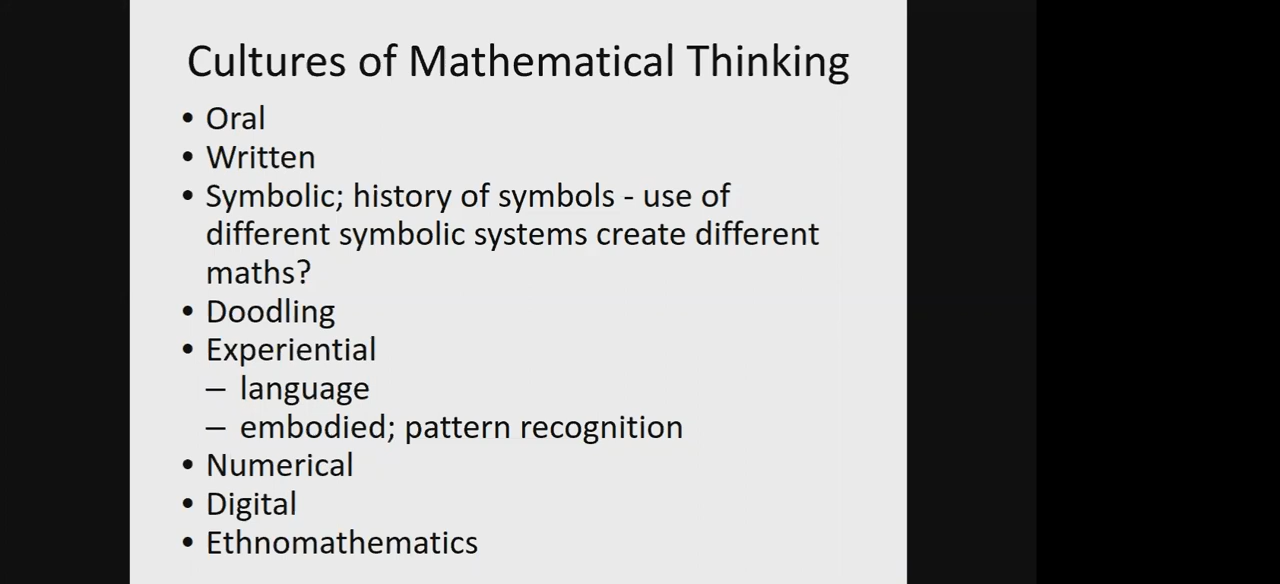 Cultures of Mathematical Thinking
• Oral
• Written
• Symbolic; history of symbols - use of
different symbolic systems create different
maths?
• Doodling
• Experiential
– language
– embodied; pattern recognition
• Numerical
• Digital
• Ethnomathematics